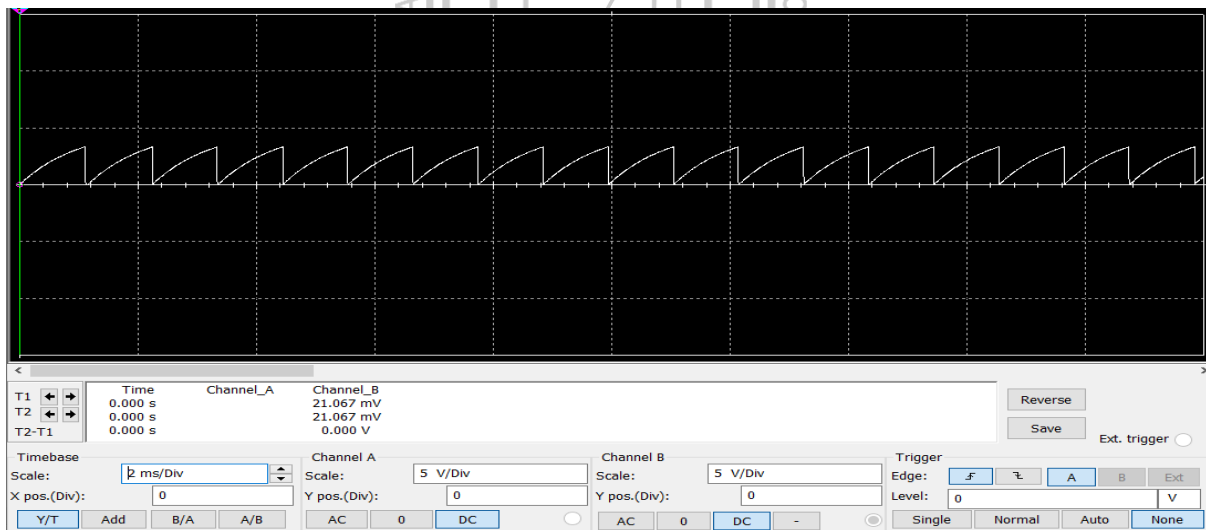 Time Channel_A Channel_B
T1 0.000 s 21.067 mV
T2 0.000 s 21.067 mV
T2-T1 0.000 s 0.000 V
Reverse
Save
Ext. trigger
Timebase
Scale: 2 ms/Div
X pos.(Div): 0
Y/T Add B/A A/B
Channel A
Scale: 5 V/Div
Y pos.(Div): 0
AC 0 DC
Channel B
Scale: 5 V/Div
Y pos.(Div): 0
AC 0 DC -
Trigger
Edge: A B Ext
Level: 0 V
Single Normal Auto None